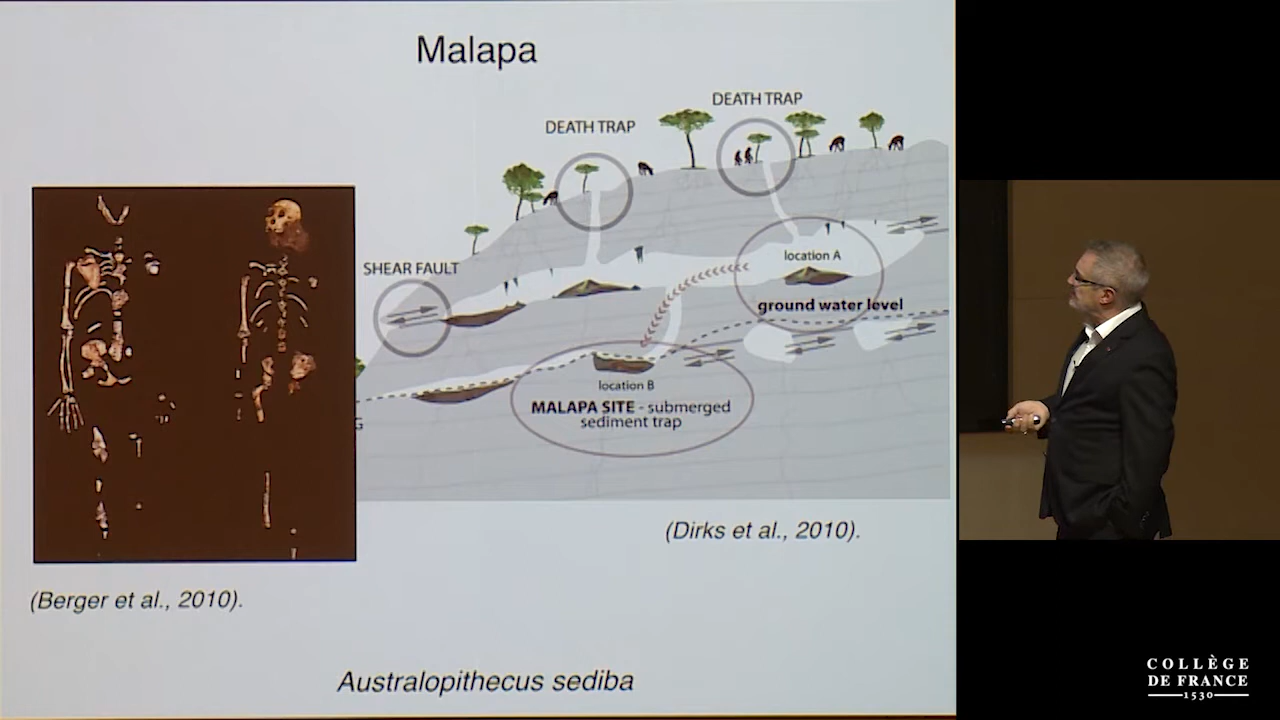 Malapa
DEATH TRAP
DEATH TRAP
SHEAR FAULT
location A
ground water level
location B
MALAPA SITE - submerged
sediment trap
G
(Dirks et al., 2010).
(Berger et al., 2010).
Australopithecus sediba
COLLÈGE
DE FRANCE
1530